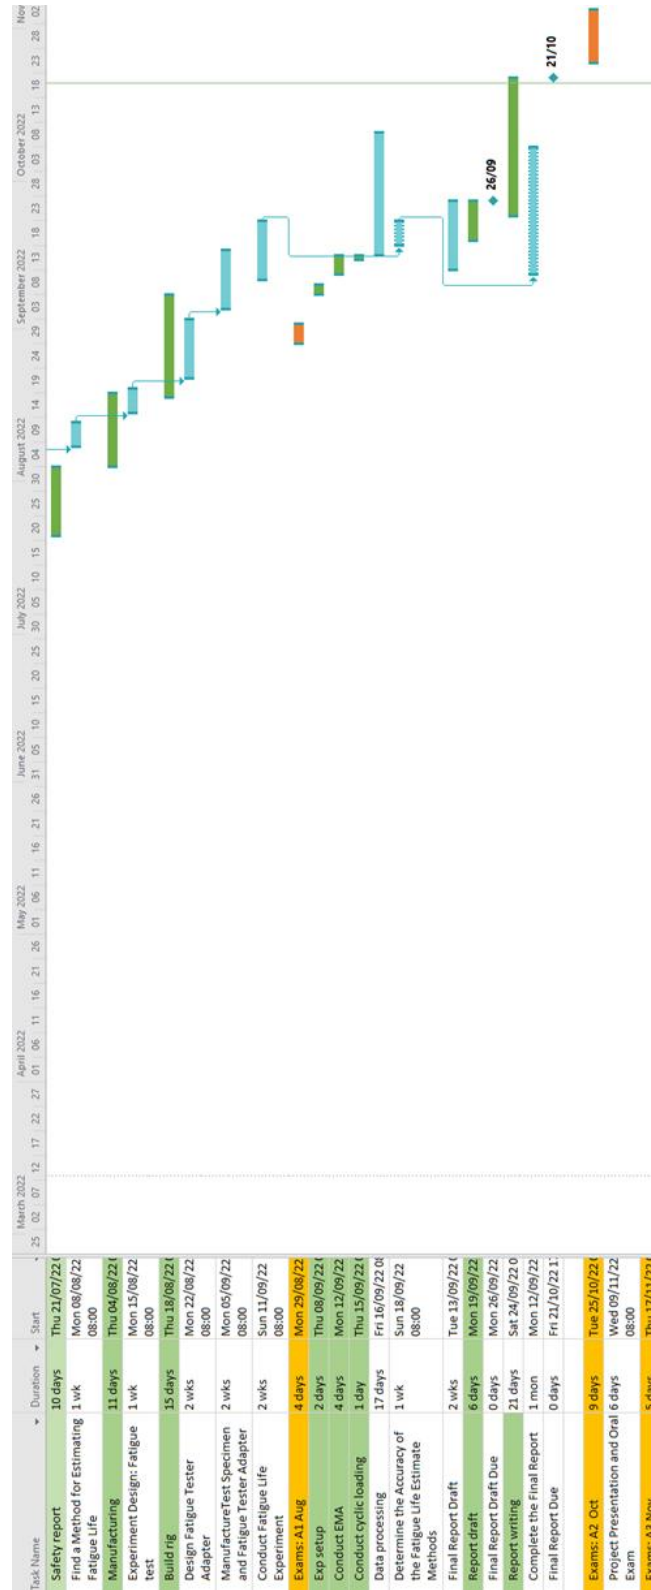 Task Name Duration Start
March 2022 April 2022 May 2022 June 2022 July 2022 August 2022 September 2022 October 2022 Nov
25 02 07 12 17 22 27 01 06 11 16 21 26 01 06 11 16 21 26 31 05 10 15 20 25 30 05 10 15 20 25 30 04 09 14 19 24 29 03 08 13 18 23 28 03 08 13 18 23 28 02
Safety report 10 days Thu 21/07/22
Find a Method for Estimating 1 wk Mon 08/08/22
Fatigue Life 08:00
Manufacturing 11 days Thu 04/08/22
Experiment Design: Fatigue 1 wk Mon 15/08/22
test 08:00
Build rig 15 days Thu 18/08/22
Design Fatigue Tester 2 wks Mon 22/08/22
Adapter 08:00
ManufactureTest Specimen 2 wks Mon 05/09/22
and Fatigue Tester Adapter 08:00
Conduct Fatigue Life 2 wks Sun 11/09/22
Experiment 08:00
Exams: A1 Aug 4 days Mon 29/08/22
Exp setup 2 days Thu 08/09/22
Conduct EMA 4 days Mon 12/09/22
Conduct cyclic loading 1 day Thu 15/09/22
Data processing 17 days Fri 16/09/22
Determine the Accuracy of 1 wk Sun 18/09/22
the Fatigue Life Estimate 08:00
Methods
Final Report Draft 2 wks Tue 13/09/22
Report draft 6 days Mon 19/09/22
Final Report Draft Due 0 days Mon 26/09/22 26/09
Report writing 21 days Sat 24/09/22
Complete the Final Report 1 mon Mon 12/09/22
Final Report Due 0 days Fri 21/10/22 21/10
Exams: A2 Oct 9 days Tue 25/10/22
Project Presentation and Oral 6 days Wed 09/11/22
Exam 08:00